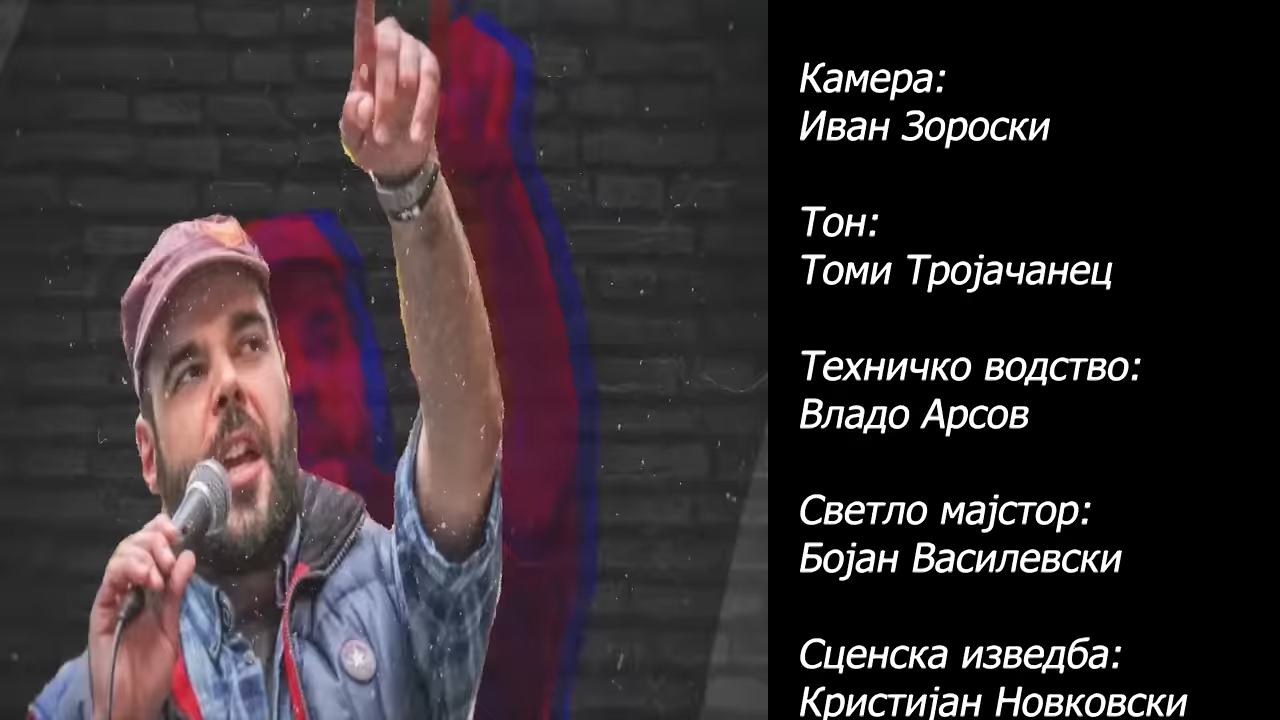 Камера:
Иван Зороски
Тон:
Томи Тројачанец
Техничко водство:
Владо Арсов
Светло мајстор:
Бојан Василевски
Сценска изведба:
Кристијан Новковски